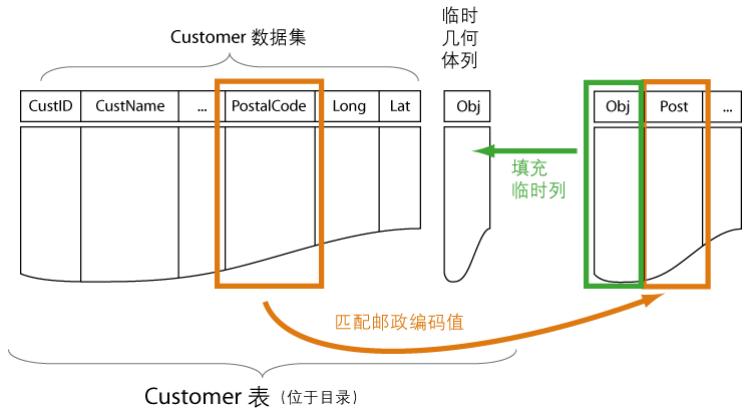 临时
几何
体列
Customer 数据集
CustID CustName ... PostalCode Long Lat Obj Obj Post ...
填充
临时列
匹配邮政编码值
Customer 表 (位于目录)